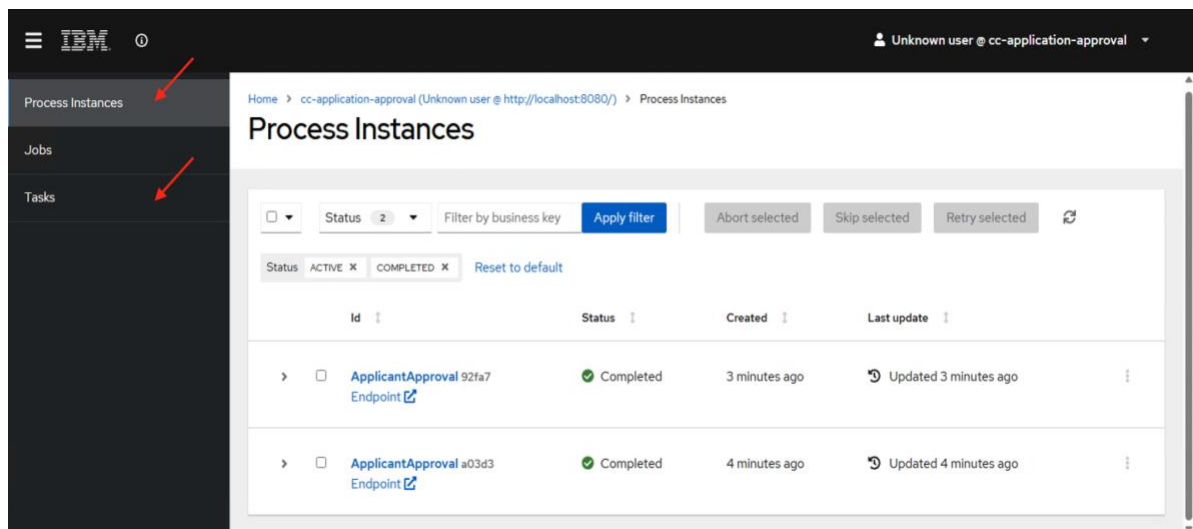 IBM
Unknown user @ cc-application-approval
Process Instances
Jobs
Tasks
Home > cc-application-approval (Unknown user @ http://localhost:8080/) > Process Instances
Process Instances
Status 2 Filter by business key Apply filter Abort selected Skip selected Retry selected
Status ACTIVE × COMPLETED × Reset to default
Id Status Created Last update
ApplicantApproval 92fa7 Completed 3 minutes ago Updated 3 minutes ago
Endpoint
ApplicantApproval a03d3 Completed 4 minutes ago Updated 4 minutes ago
Endpoint